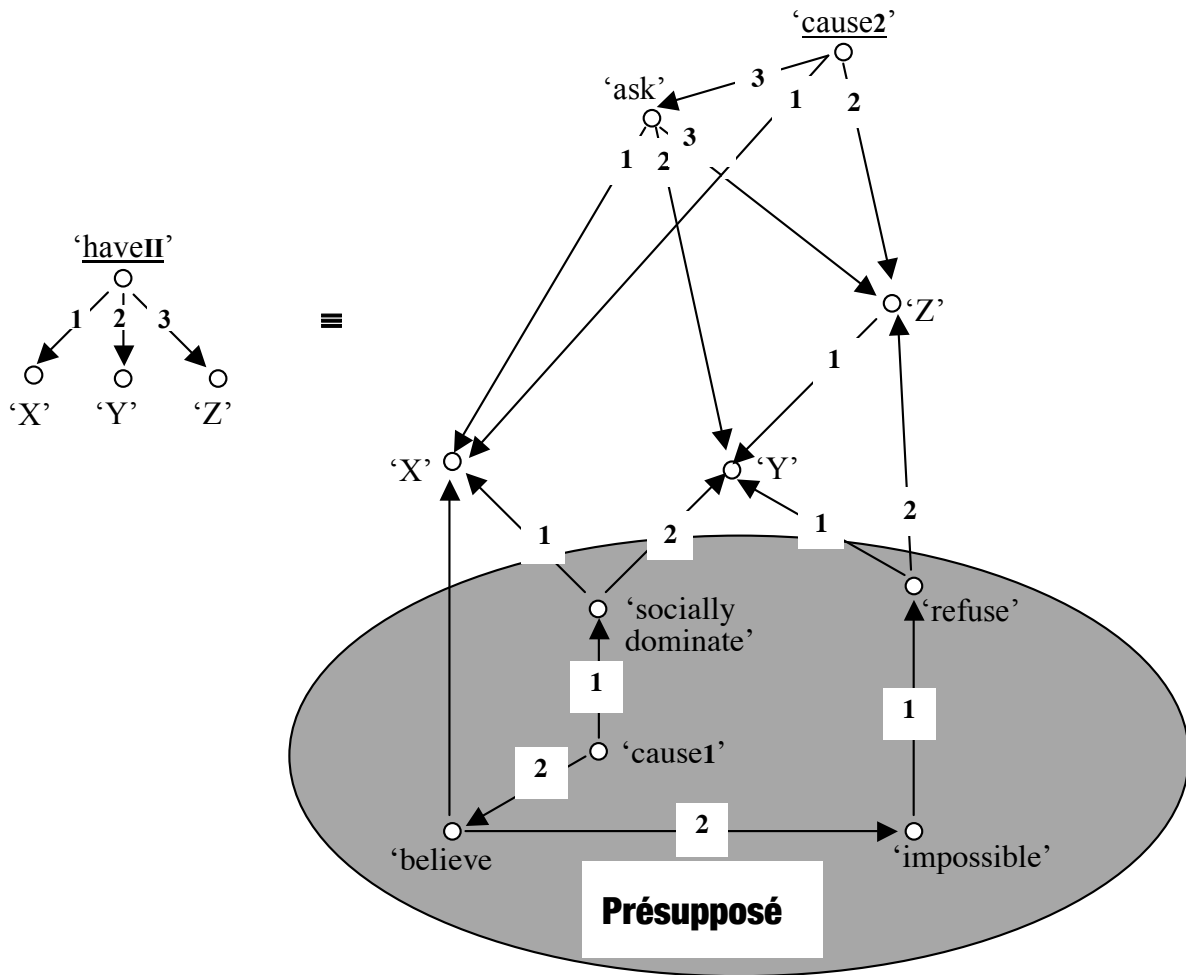 ‘cause2’
‘ask’
3
1
2
3
1
2
‘haveII’
1
2
3
‘X’
‘Y’
‘Z’
≡
‘Z’
1
‘X’
‘Y’
1
2
1
2
‘socially
dominate’
‘refuse’
1
1
‘cause1’
2
2
‘believe
‘impossible’
Présupposé